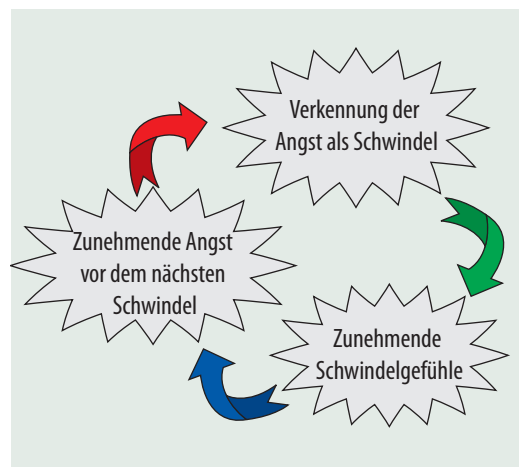 Verkennung der
Angst als Schwindel
Zunehmende Angst
vor dem nächsten
Schwindel
Zunehmende
Schwindelgefühle